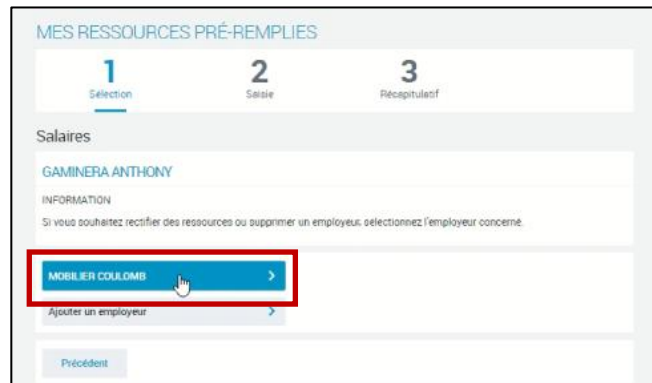 MES RESSOURCES PRÉ-REMPLIES
1 2 3
Sélection Saisie Récapitulatif
Salaires
GAMINERA ANTHONY
INFORMATION
Si vous souhaitez rectifier des ressources ou supprimer un employeur, sélectionnez l'employeur concerné.
MOBILIER COULOMB
Ajouter un employeur
Précédent